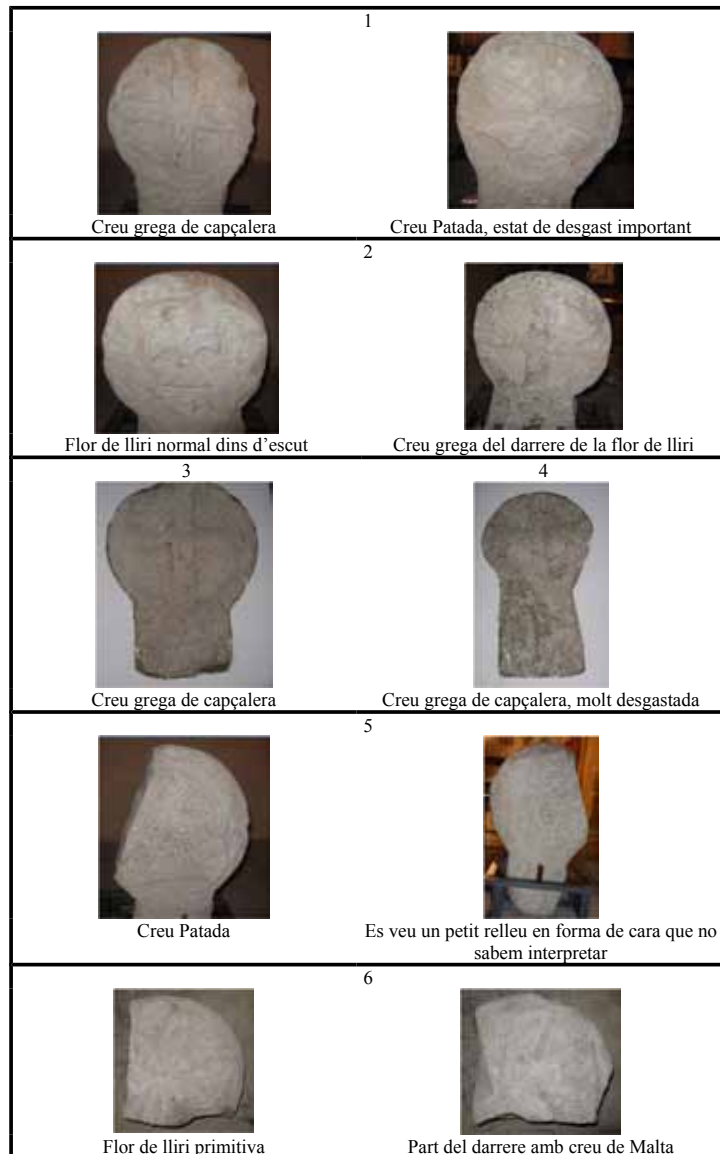 1
Creu grega de capçalera
Creu Patada, estat de desgast important
2
Flor de lliri normal dins d'escut
Creu grega del darrere de la flor de lliri
3
4
Creu grega de capçalera
Creu grega de capçalera, molt desgastada
5
Creu Patada
Es veu un petit relleu en forma de cara que no
sabem interpretar
6
Flor de lliri primitiva
Part del darrere amb creu de Malta